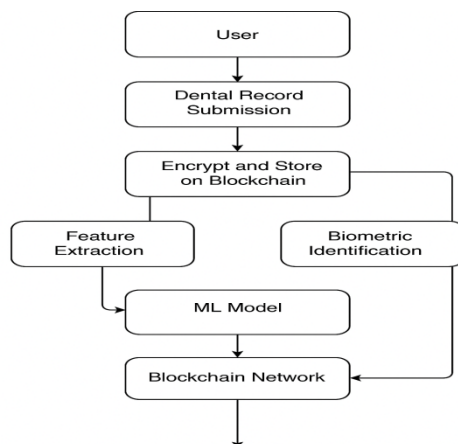 User
Dental Record
Submission
Encrypt and Store
on Blockchain
Feature
Extraction
Biometric
Identification
ML Model
Blockchain Network